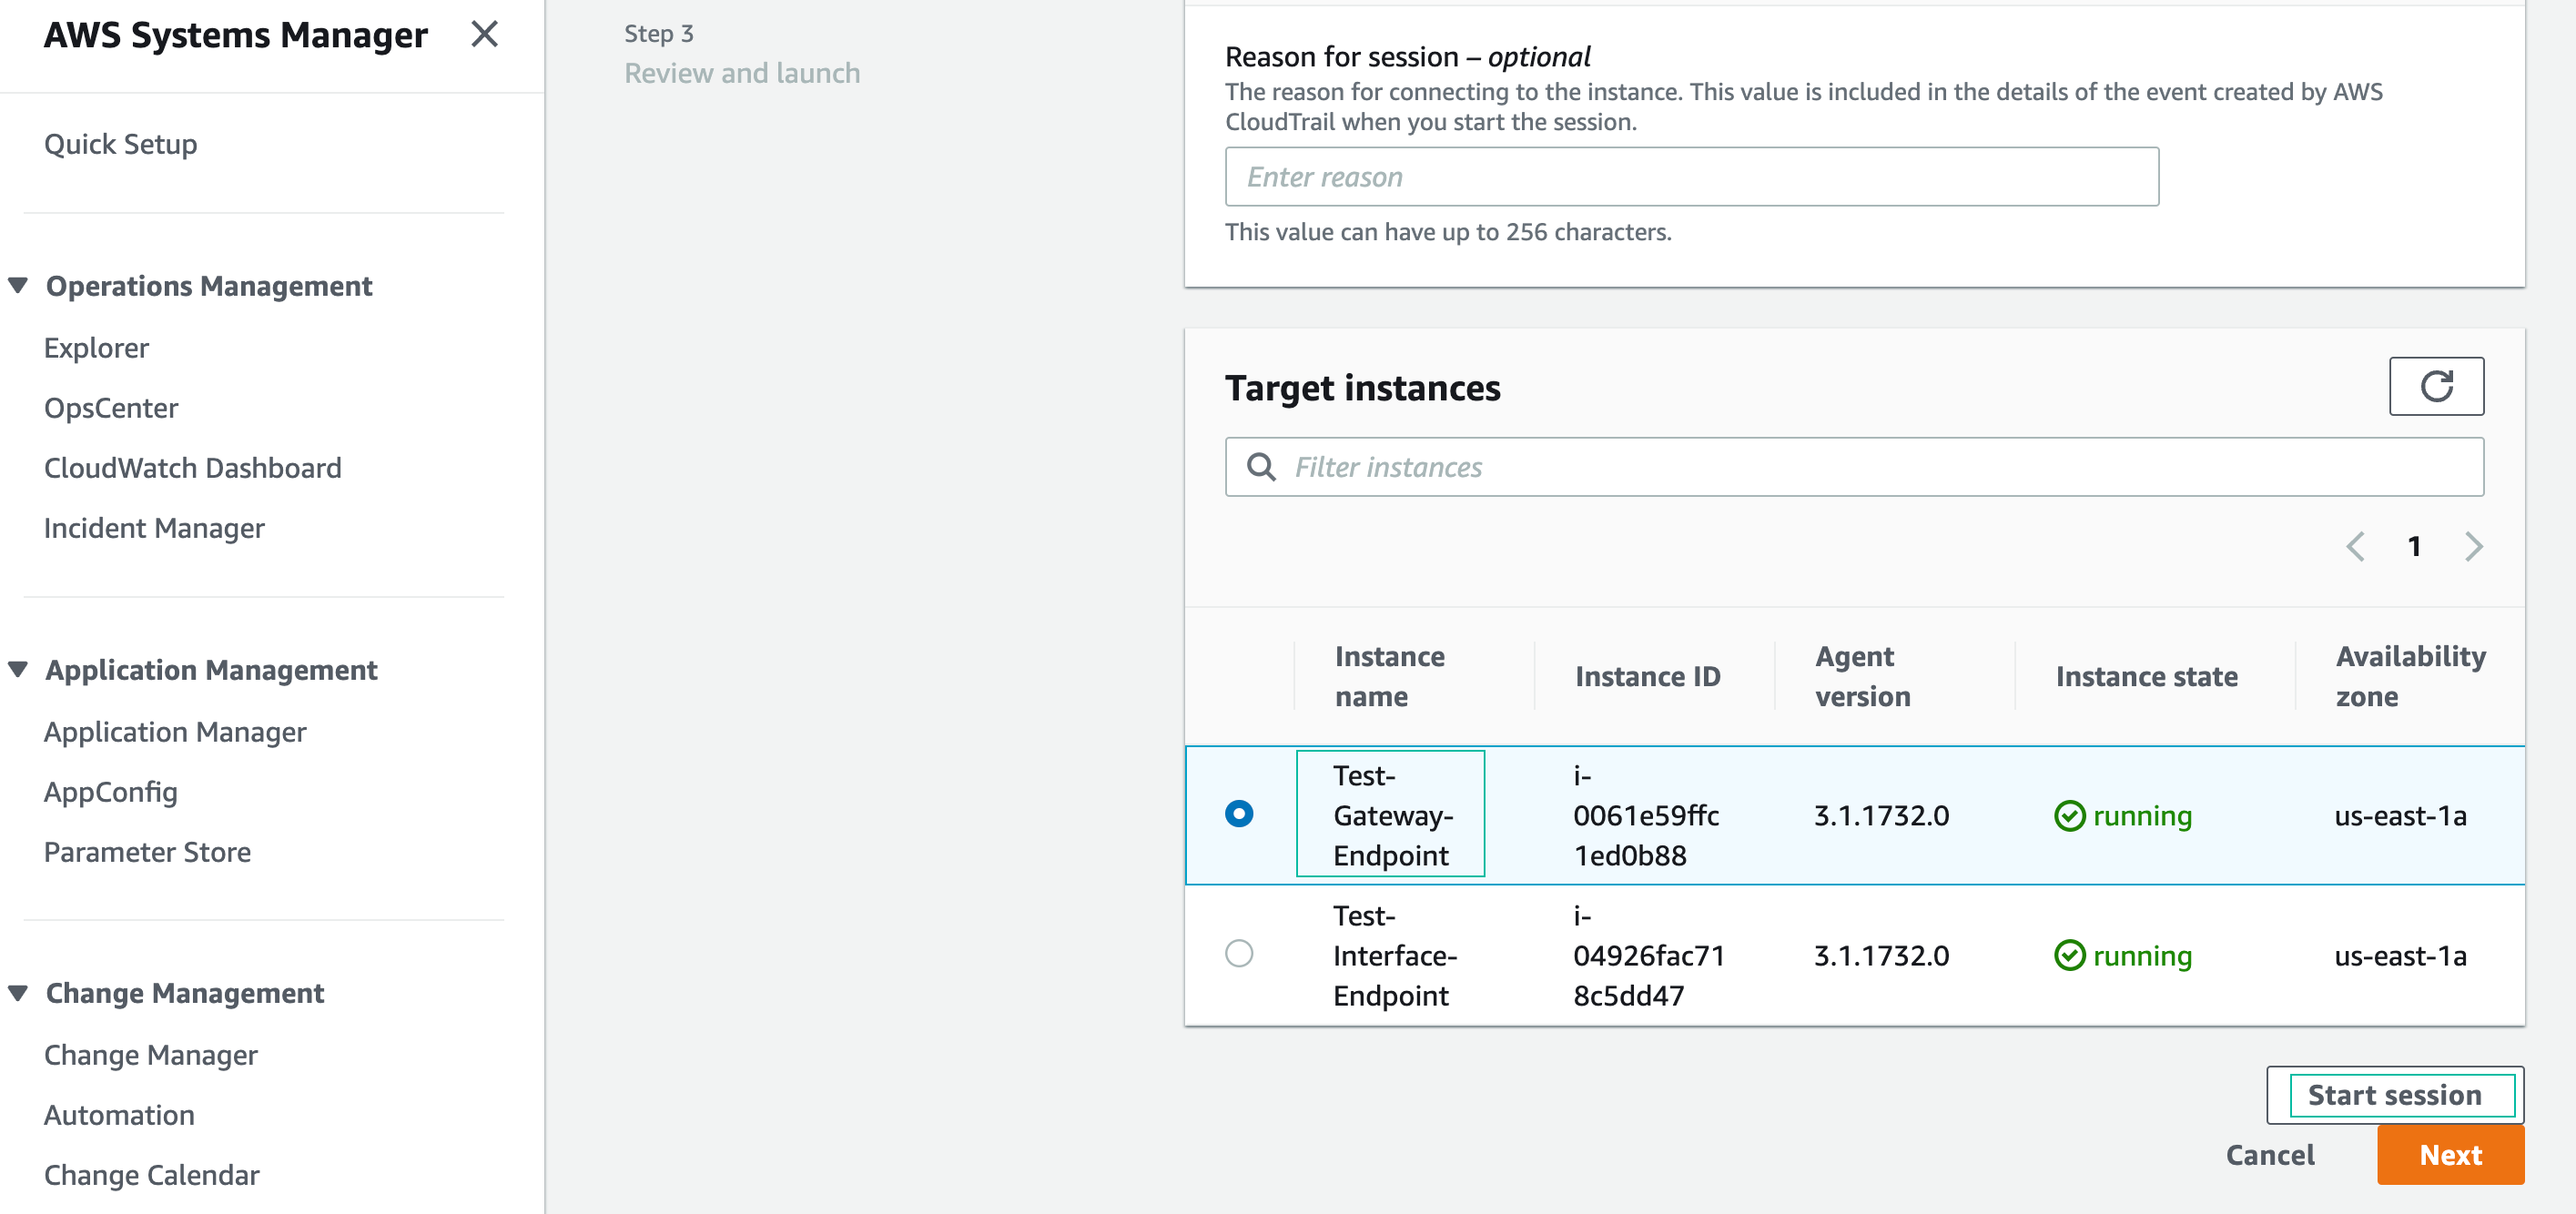 AWS Systems Manager
Quick Setup
Operations Management
Explorer
OpsCenter
CloudWatch Dashboard
Incident Manager
Application Management
Application Manager
AppConfig
Parameter Store
Change Management
Change Manager
Automation
Change Calendar
Step 3
Review and launch
Reason for session – optional
The reason for connecting to the instance. This value is included in the details of the event created by AWS
CloudTrail when you start the session.
Enter reason
This value can have up to 256 characters.
Target instances
Filter instances
1
Instance
name
Instance ID
Agent
version
Instance state
Availability
zone
Test-
Gateway-
Endpoint
i-
0061e59ffc
1ed0b88
3.1.1732.0
running
us-east-1a
Test-
Interface-
Endpoint
i-
04926fac71
8c5dd47
3.1.1732.0
running
us-east-1a
Start session
Cancel
Next